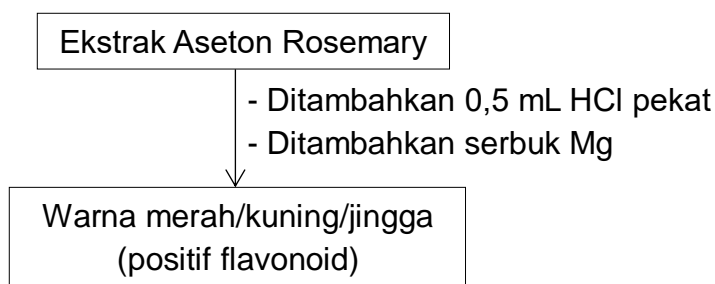 Ekstrak Aseton Rosemary
- Ditambahkan 0,5 mL HCl pekat
- Ditambahkan serbuk Mg
Warna merah/kuning/jingga
(positif flavonoid)